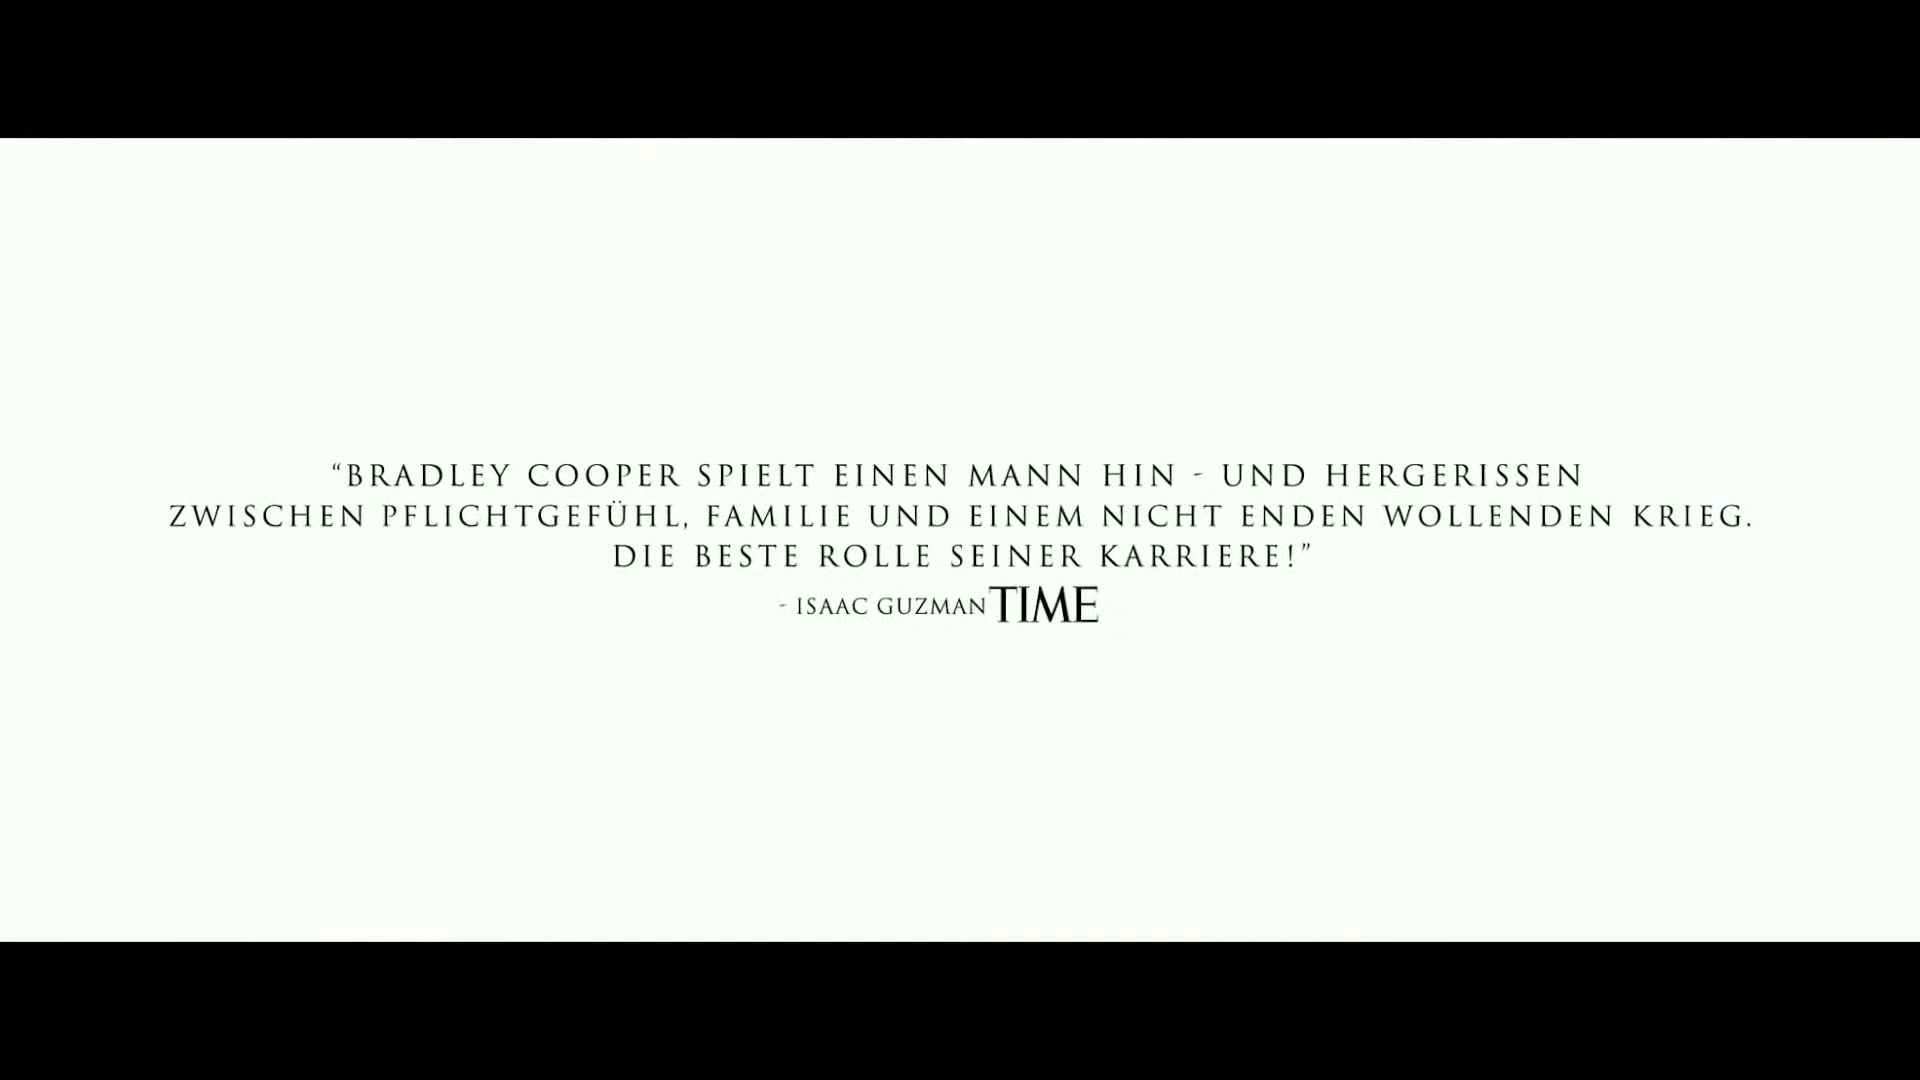 “BRADLEY COOPER SPIELT EINEN MANN HIN - UND HERGERISSEN
ZWISCHEN PFLICHTGEFÜHL, FAMILIE UND EINEM NICHT ENDEN WOLLENDEN KRIEG.
DIE BESTE ROLLE SEINER KARRIERE!”
- ISAAC GUZMAN TIME